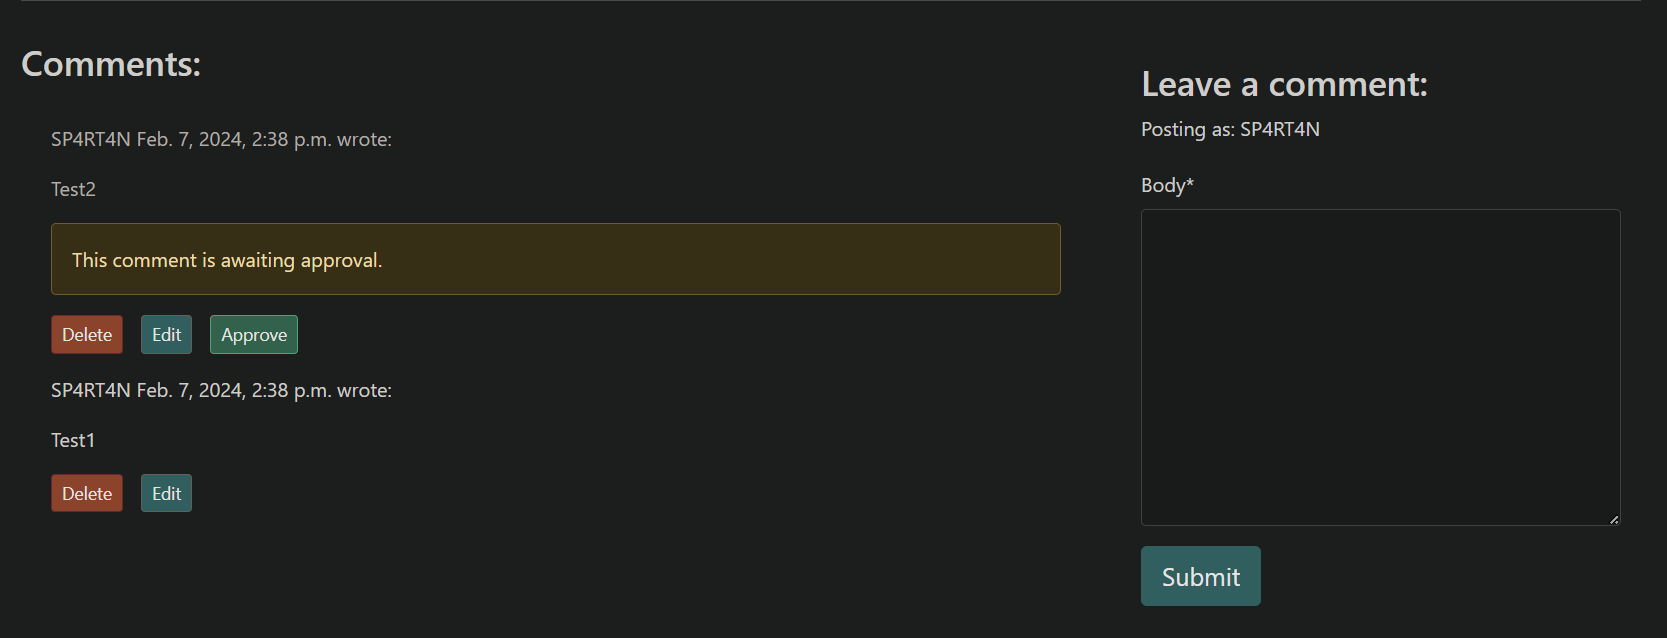 Comments:
SP4RT4N Feb. 7, 2024, 2:38 p.m. wrote:
Test2
This comment is awaiting approval.
Delete Edit Approve
SP4RT4N Feb. 7, 2024, 2:38 p.m. wrote:
Test1
Delete Edit
Leave a comment:
Posting as: SP4RT4N
Body*
Submit